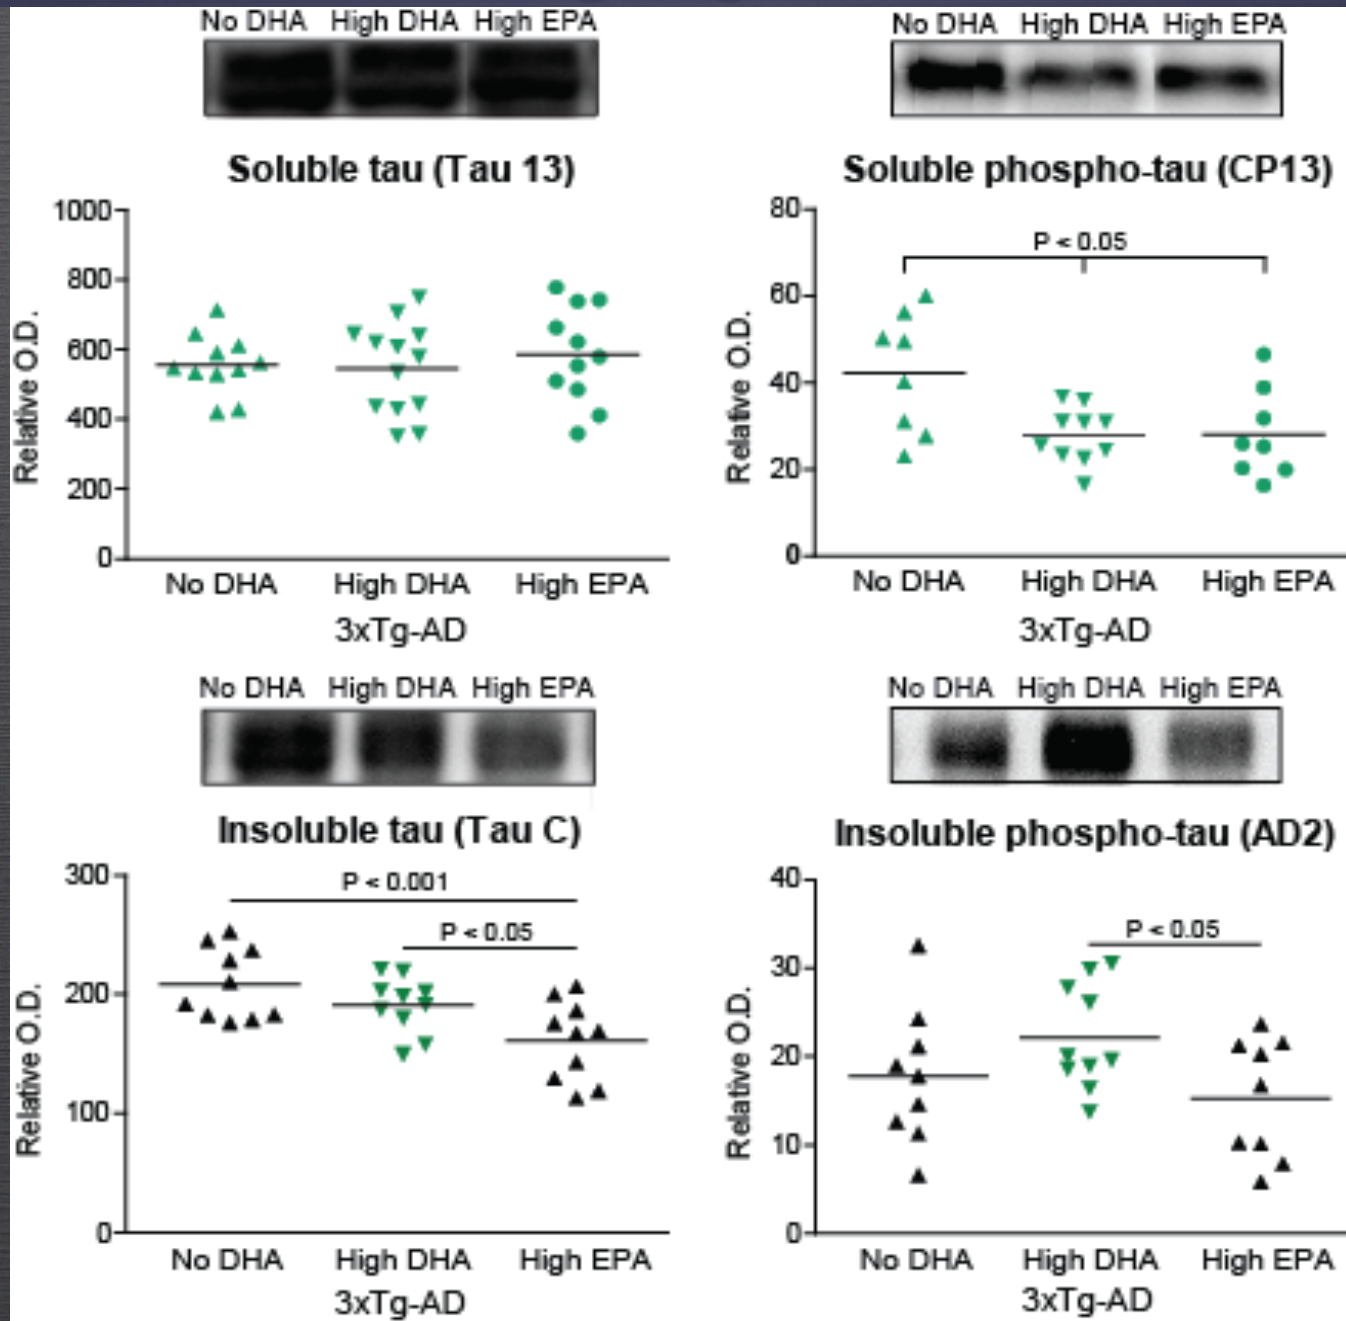 No DHA High DHA High EPA
Soluble tau (Tau 13)
1000
800
600
400
200
0
Relative O.D.
No DHA High DHA High EPA
3xTg-AD
No DHA High DHA High EPA
Soluble phospho-tau (CP13)
80
60
40
20
0
Relative O.D.
P < 0.05
No DHA High DHA High EPA
3xTg-AD
No DHA High DHA High EPA
Insoluble tau (Tau C)
300
200
100
0
Relative O.D.
P < 0.001
P < 0.05
No DHA High DHA High EPA
3xTg-AD
No DHA High DHA High EPA
Insoluble phospho-tau (AD2)
40
30
20
10
0
Relative O.D.
P < 0.05
No DHA High DHA High EPA
3xTg-AD